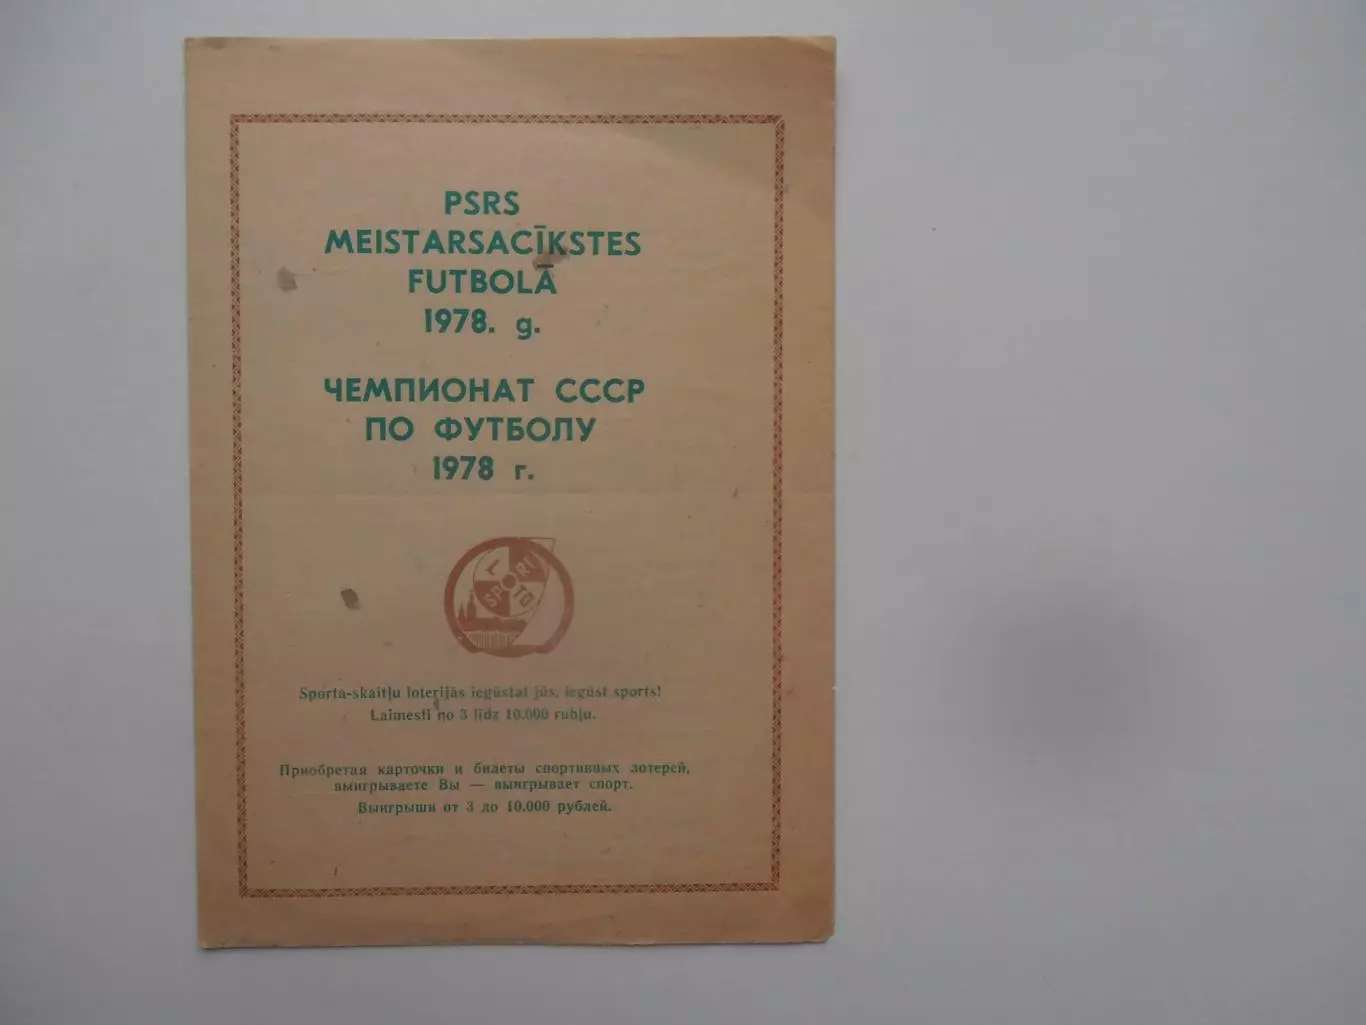 PSRS
MEISTARSACĪKSTES
FUTBOLĀ
1978. g.
ЧЕМПИОНАТ СССР
ПО ФУТБОЛУ
1978 г.
SPORTLOTO
Sporta-skaitļu loterijās iegūstat jūs, iegūst sports!
Laimesti no 3 līdz 10.000 rubļu.
Приобретая карточки и билеты спортивных лотерей,
выигрываете Вы — выигрывает спорт.
Выигрыши от 3 до 10.000 рублей.